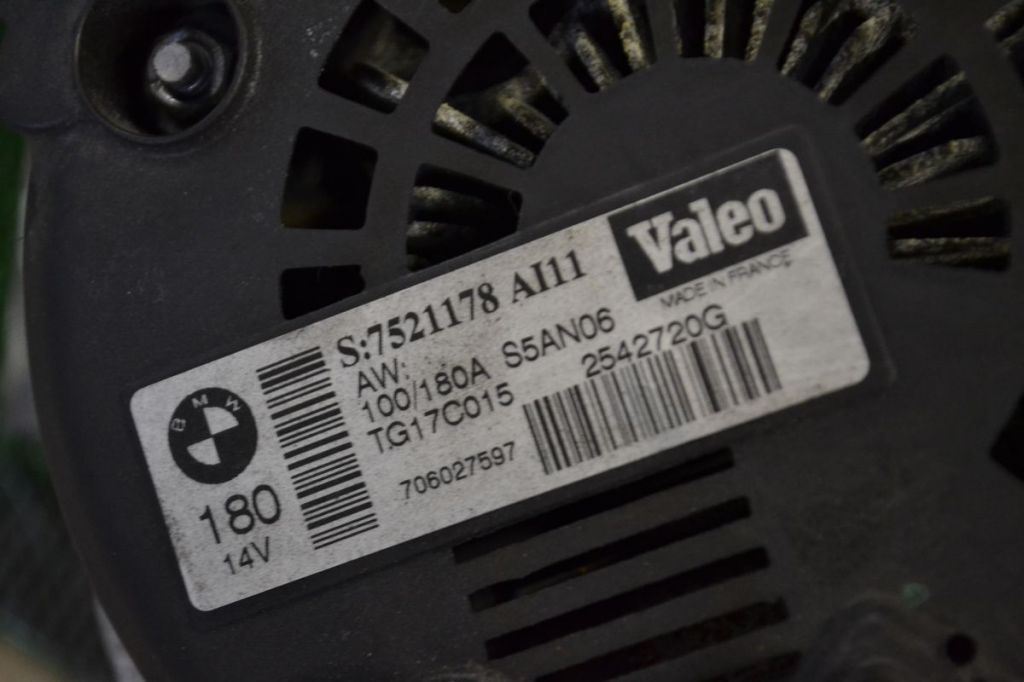 Valeo
MADE IN FRANCE
S:7521178 AI11
AW:
100/180A S5AN06
TG17C015 2542720G
706027597
BMW
180
14V